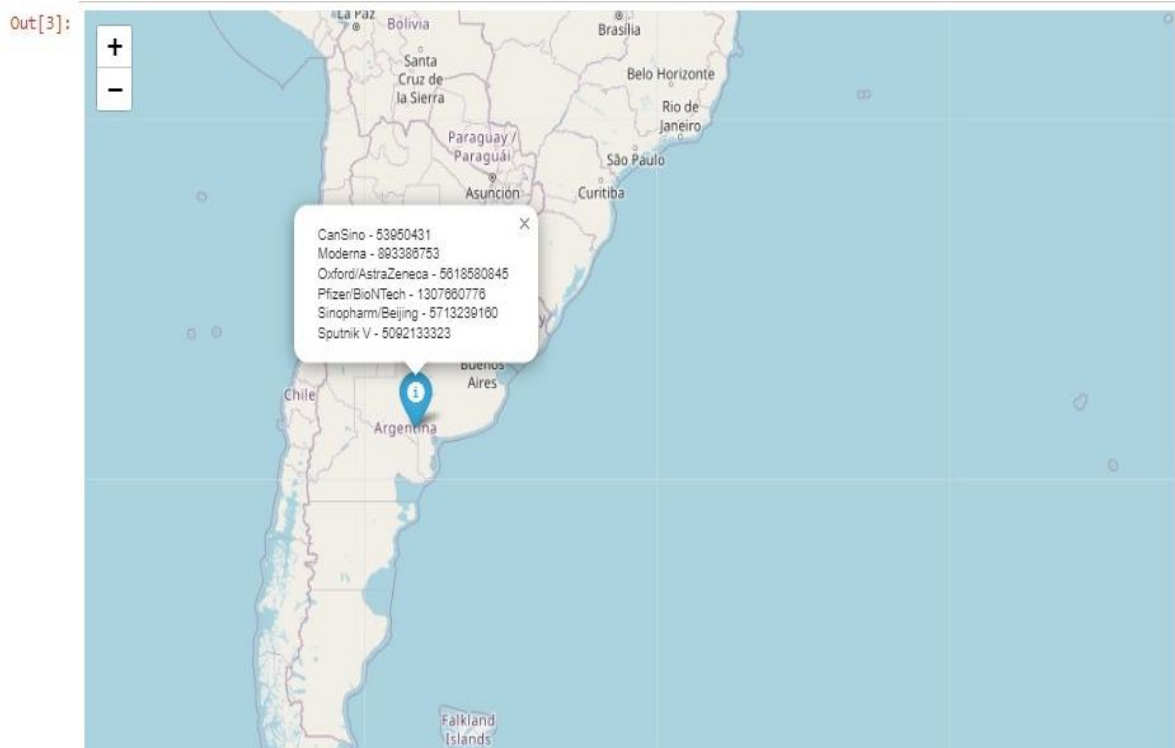 Out[3]:
+
−
La Paz
Bolivia
Brasília
Santa
Cruz de
la Sierra
Belo Horizonte
Rio de
Janeiro
Paraguay /
Paraguái
São Paulo
Asunción
Curitiba
×
CanSino - 53950431
Moderna - 893386753
Oxford/AstraZeneca - 5618580845
Pfizer/BioNTech - 1307660776
Sinopharm/Beijing - 5713239160
Sputnik V - 5092133323
y
Buenos
Aires
i
Chile
Argentina
Falkland
Islands